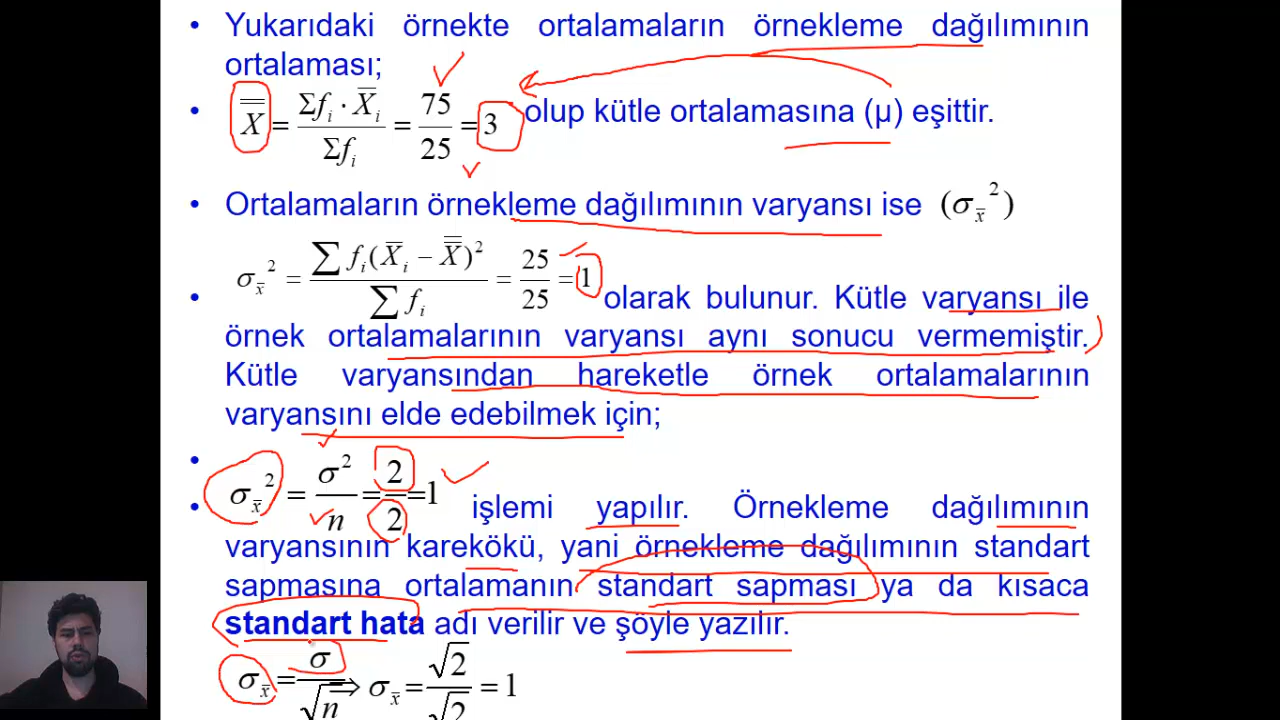 • Yukarıdaki örnekte ortalamaların örnekleme dağılımının
ortalaması;
• X̿ = Σfᵢ · X̄ᵢ / Σfᵢ = 75 / 25 = 3 olup kütle ortalamasına (μ) eşittir.
• Ortalamaların örnekleme dağılımının varyansı ise (σx̄²)
• σx̄² = ∑ fᵢ(X̄ᵢ − X̿)² / ∑ fᵢ = 25 / 25 = 1 olarak bulunur. Kütle varyansı ile
örnek ortalamalarının varyansı aynı sonucu vermemiştir.
Kütle varyansından hareketle örnek ortalamalarının
varyansını elde edebilmek için;
•
• σx̄² = σ² / n = 2 / 2 = 1 işlemi yapılır. Örnekleme dağılımının
varyansının karekökü, yani örnekleme dağılımının standart
sapmasına ortalamanın standart sapması ya da kısaca
standart hata adı verilir ve şöyle yazılır.
σx̄ = σ / √n ⇒ σx̄ = √2 / √2 = 1